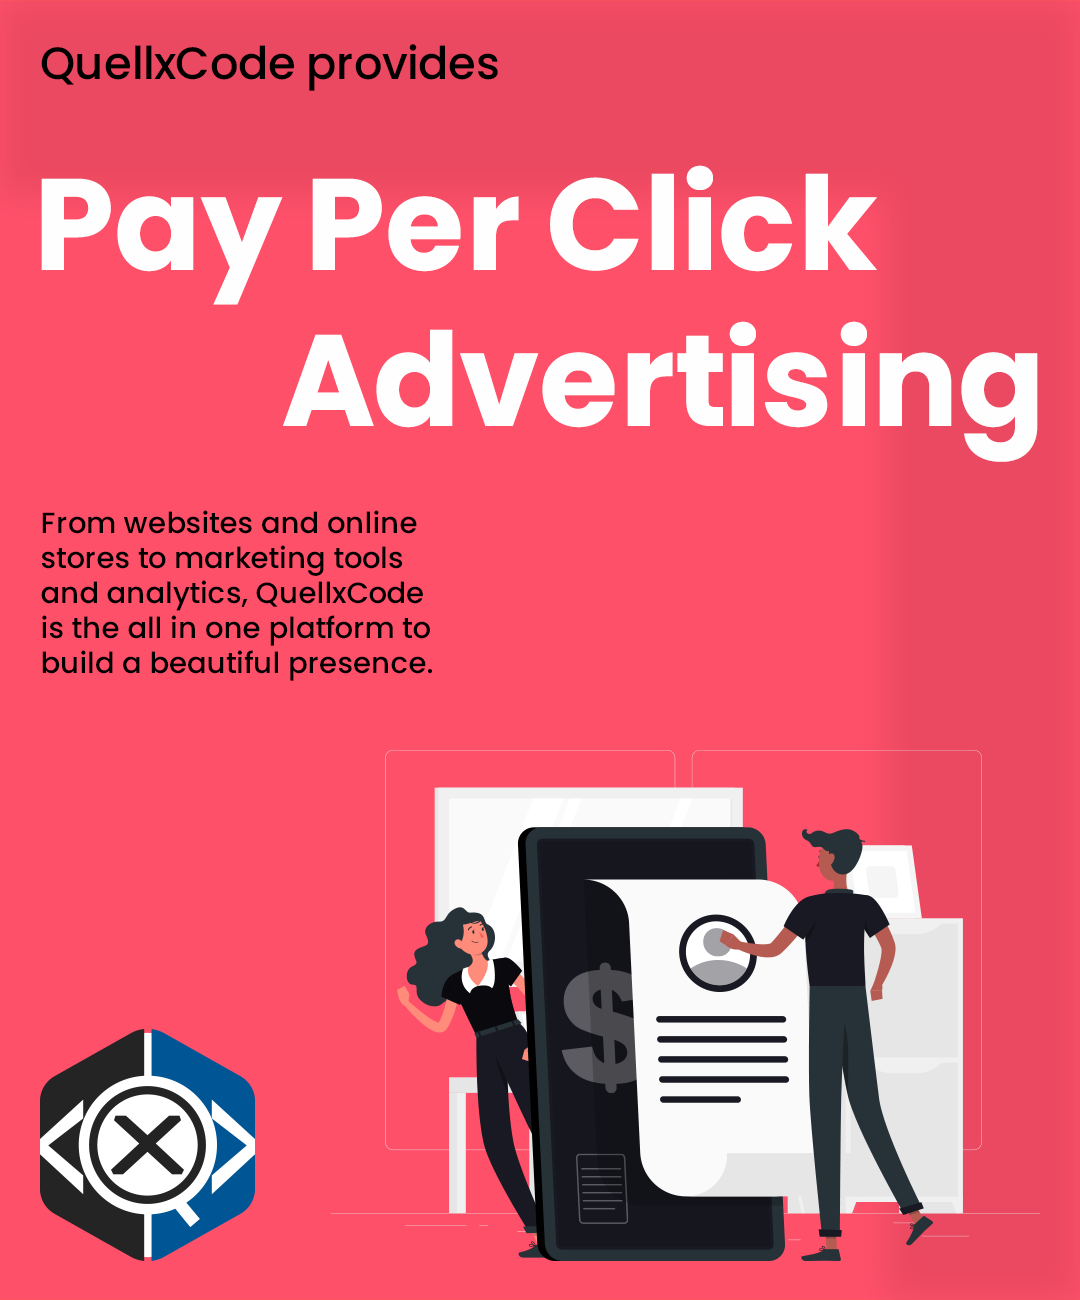 QuellxCode provides
Pay Per Click
Advertising
From websites and online
stores to marketing tools
and analytics, QuellxCode
is the all in one platform to
build a beautiful presence.
$
X